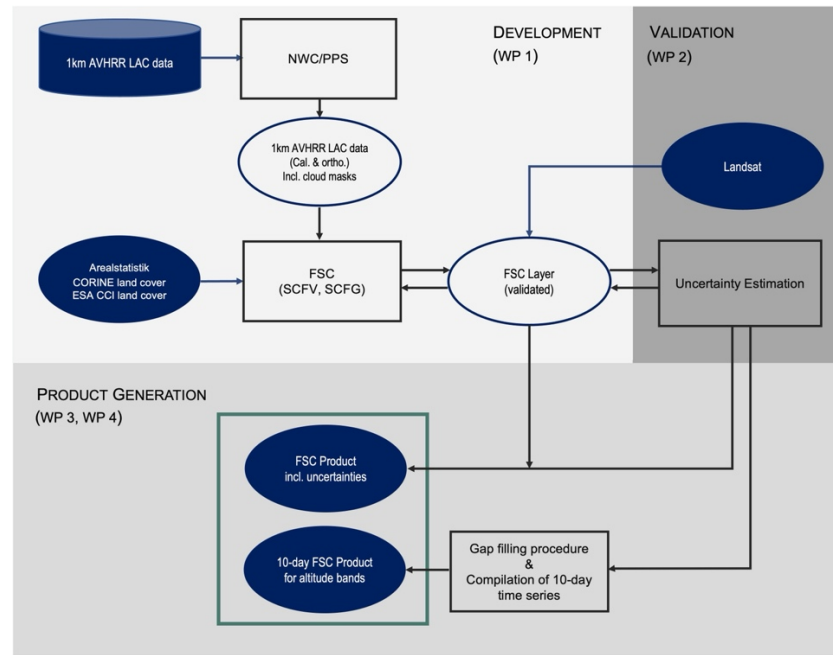 DEVELOPMENT
(WP 1)
VALIDATION
(WP 2)
1km AVHRR LAC data
NWC/PPS
1km AVHRR LAC data
(Cal. & ortho.)
Incl. cloud masks
Landsat
Arealstatistik
CORINE land cover
ESA CCI land cover
FSC
(SCFV, SCFG)
FSC Layer
(validated)
Uncertainty Estimation
PRODUCT GENERATION
(WP 3, WP 4)
FSC Product
incl. uncertainties
10-day FSC Product
for altitude bands
Gap filling procedure
&
Compilation of 10-day
time series